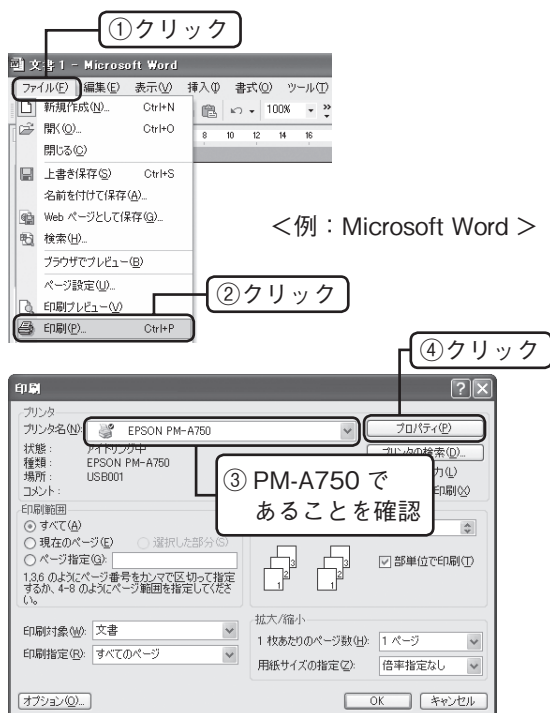 ①クリック
文書 1 - Microsoft Word
ファイル(F) 編集(E) 表示(V) 挿入(I) 書式(O) ツール(T)
新規作成(N)... Ctrl+N
100%
開く(O)... Ctrl+O
8 10 12 14 16
閉じる(C)
上書き保存(S) Ctrl+S
名前を付けて保存(A)...
Web ページとして保存(G)...
検索(H)...
<例：Microsoft Word >
ブラウザでプレビュー(B)
ページ設定(U)...
②クリック
印刷プレビュー(V)
印刷(P)... Ctrl+P
④クリック
印刷
プリンタ
プリンタ名(N): EPSON PM-A750 プロパティ(P)
状態 : アイドリング中 プリンタの検索(D)...
種類 : EPSON PM-A750 力(L)
場所 : USB001
コメント : 印刷(X)
③ PM-A750 で
あることを確認
印刷範囲
すべて(A)
現在のページ(E) 選択した部分(S)
ページ指定(G):
部単位で印刷(T)
1,3,6 のようにページ番号をカンマで区切って指定
するか、4-8 のようにページ範囲を指定してくださ
い。
1 2 3 1 2 3
印刷対象(W): 文書
印刷指定(R): すべてのページ
拡大/縮小
1 枚あたりのページ数(H): 1 ページ
用紙サイズの指定(Z): 倍率指定なし
オプション(O)... OK キャンセル